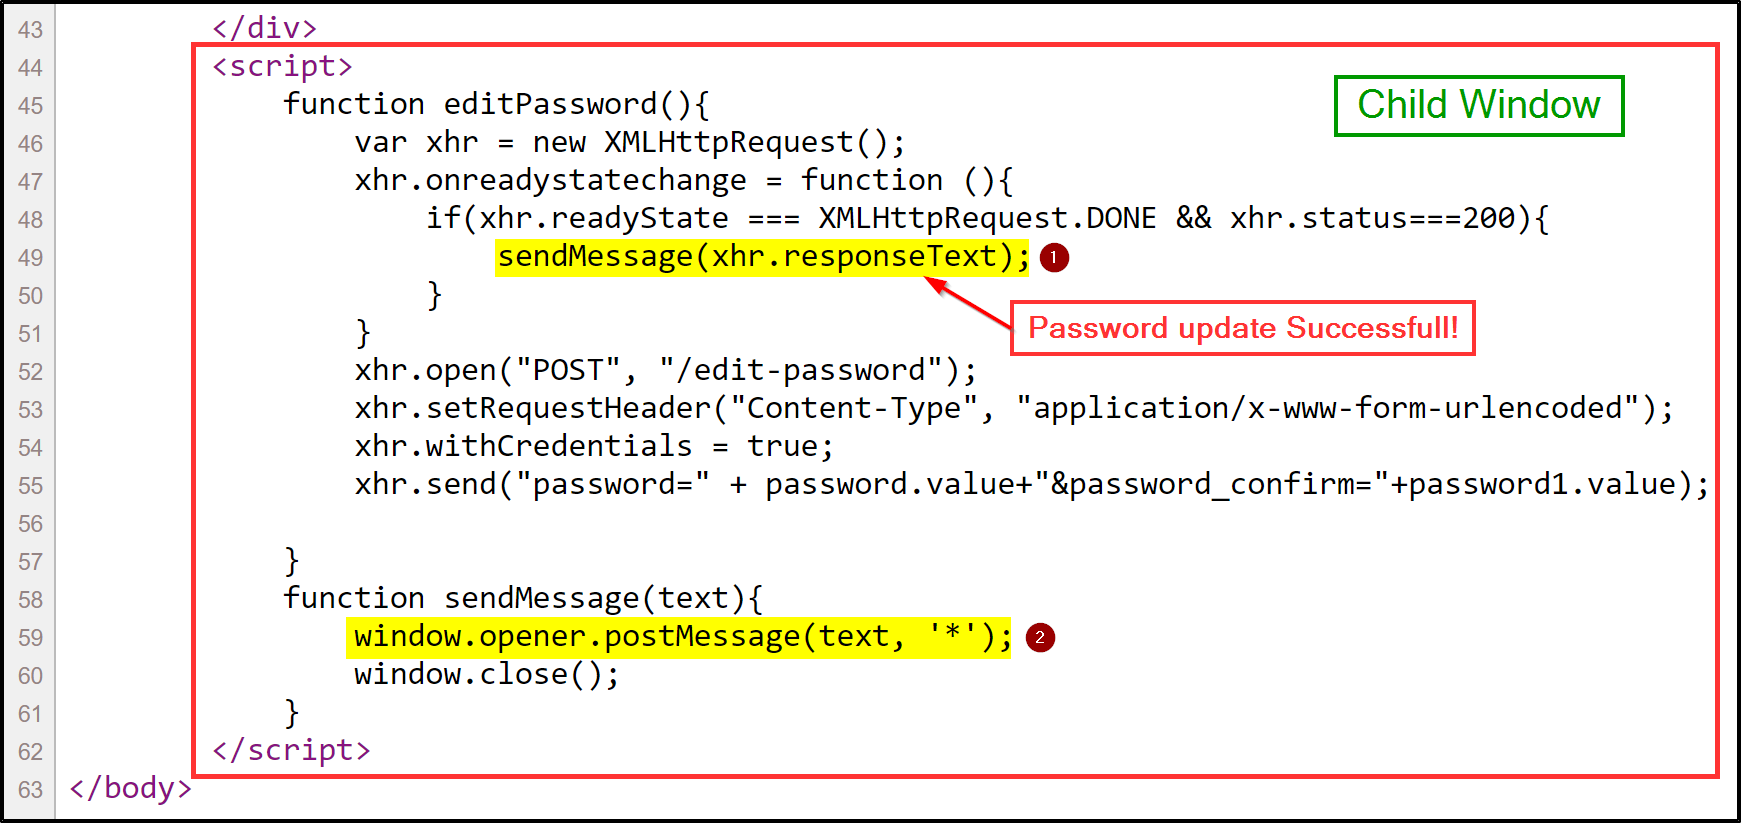 43 </div>
44 <script>
45 function editPassword(){
Child Window
46 var xhr = new XMLHttpRequest();
47 xhr.onreadystatechange = function (){
48 if(xhr.readyState === XMLHttpRequest.DONE && xhr.status===200){
49 sendMessage(xhr.responseText); 1
50 }
Password update Successfull!
51 }
52 xhr.open("POST", "/edit-password");
53 xhr.setRequestHeader("Content-Type", "application/x-www-form-urlencoded");
54 xhr.withCredentials = true;
55 xhr.send("password=" + password.value+"&password_confirm="+password1.value);
56
57 }
58 function sendMessage(text){
59 window.opener.postMessage(text, '*'); 2
60 window.close();
61 }
62 </script>
63 </body>